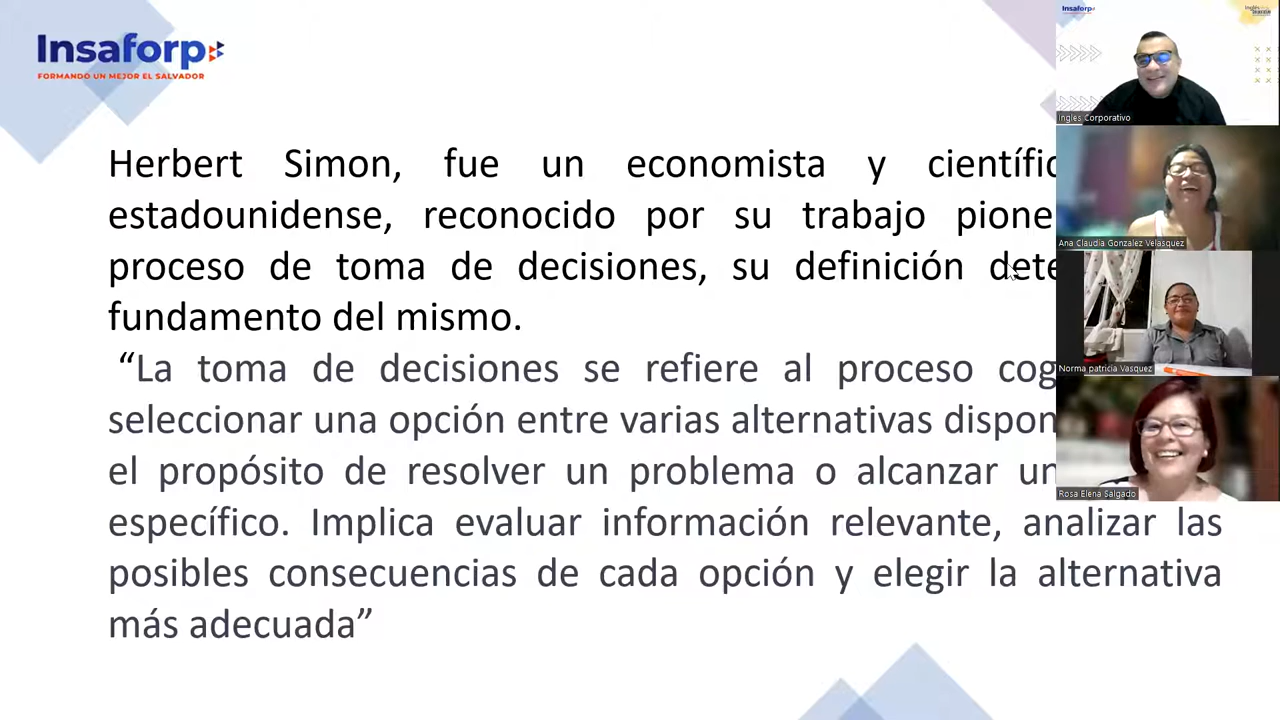 Insaforp
FORMANDO UN MEJOR EL SALVADOR
Herbert Simon, fue un economista y científic
estadounidense, reconocido por su trabajo pione
proceso de toma de decisiones, su definición dete
fundamento del mismo.
“La toma de decisiones se refiere al proceso cog
seleccionar una opción entre varias alternativas dispon
el propósito de resolver un problema o alcanzar un
específico. Implica evaluar información relevante, analizar las
posibles consecuencias de cada opción y elegir la alternativa
más adecuada”
Insaforp
Ingles Corporativo
Ana Claudia Gonzalez Velasquez
Norma patricia Vasquez
Rosa Elena Salgado